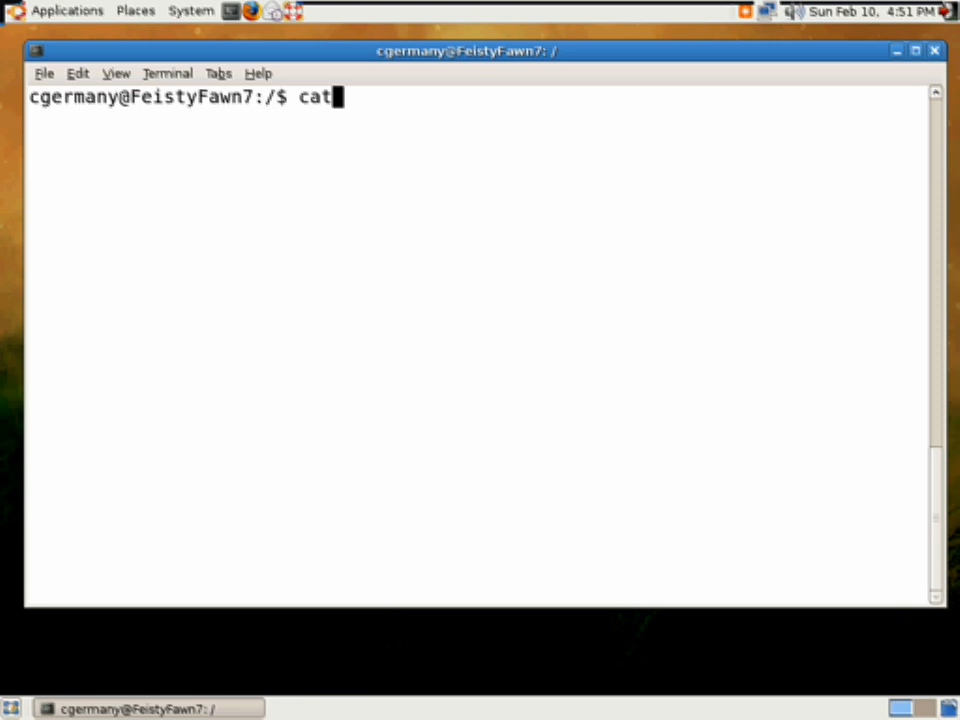 Applications Places System Sun Feb 10, 4:51 PM
cgermany@FeistyFawn7: /
File Edit View Terminal Tabs Help
cgermany@FeistyFawn7:/$ cat
cgermany@FeistyFawn7: /